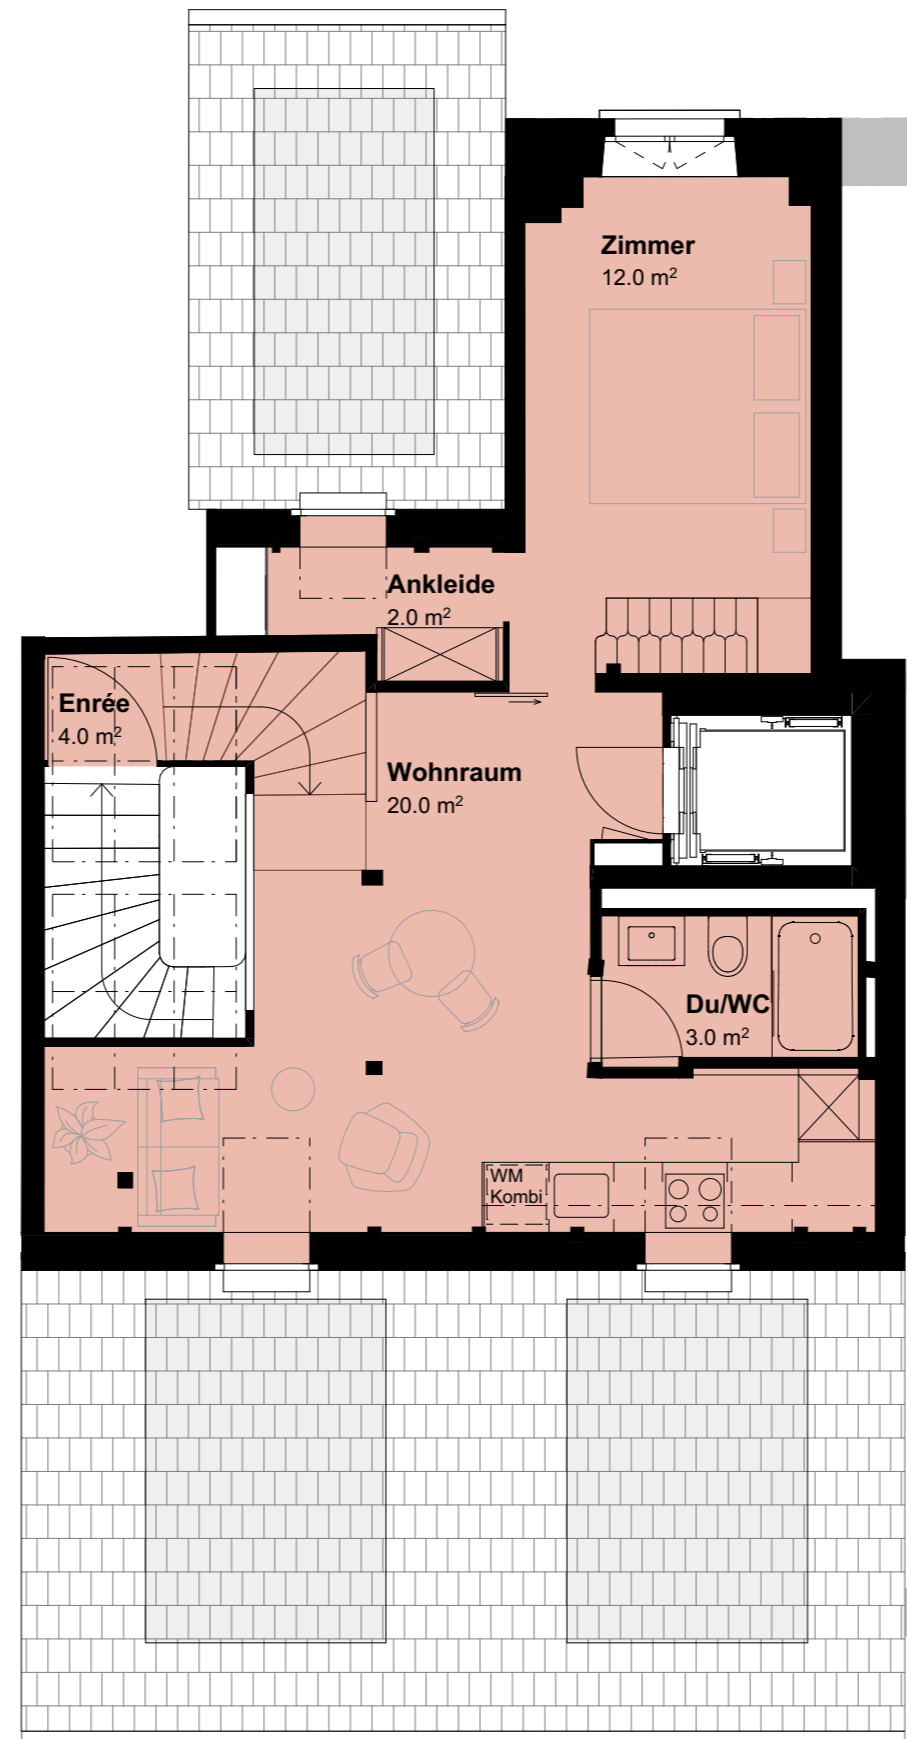 Zimmer
12.0 m²
Ankleide
2.0 m²
Enrée
4.0 m²
Wohnraum
20.0 m²
Du/WC
3.0 m²
WM
Kombi